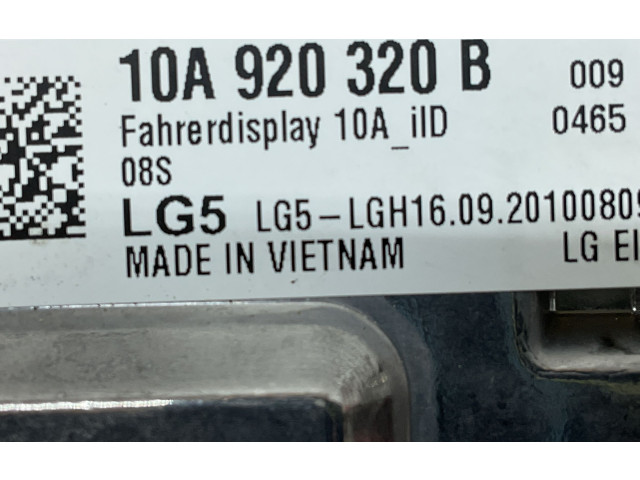 10A 920 320 B 009
Fahrerdisplay 10A_iID 0465
08S
LG5 LG5-LGH16.09.2010080
MADE IN VIETNAM LG